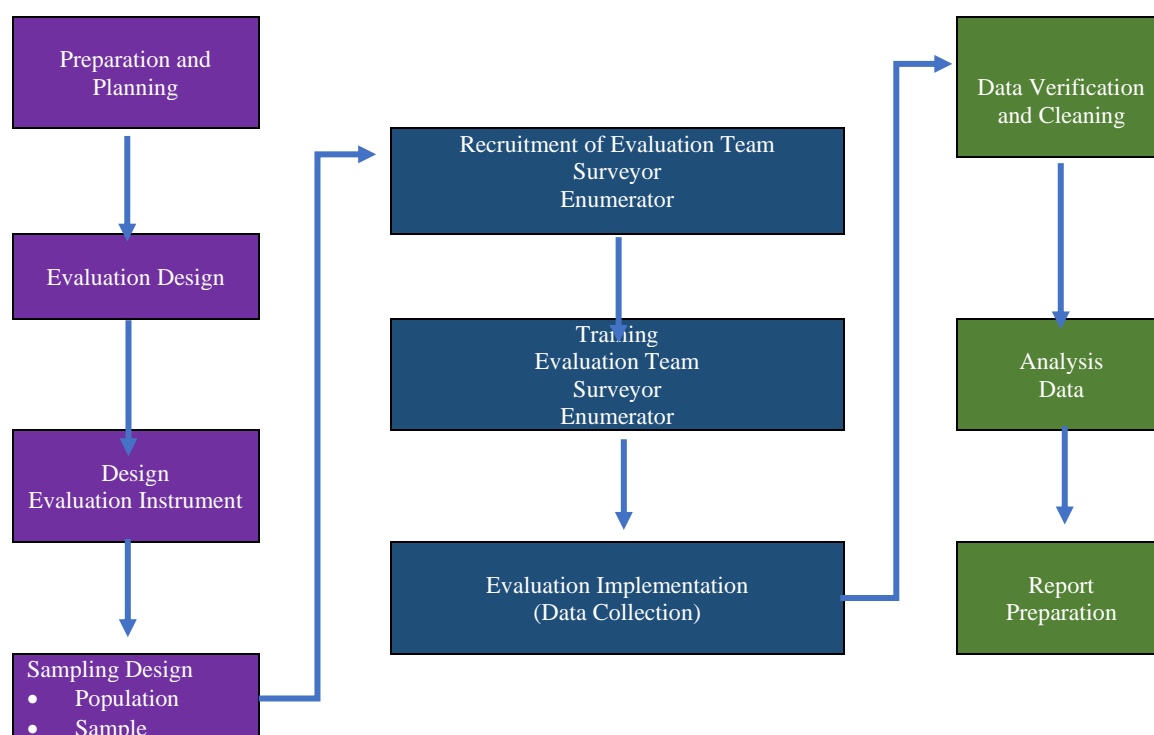 Preparation and
Planning
Evaluation Design
Design
Evaluation Instrument
Sampling Design
• Population
• Sample
Recruitment of Evaluation Team
Surveyor
Enumerator
Training
Evaluation Team
Surveyor
Enumerator
Evaluation Implementation
(Data Collection)
Data Verification
and Cleaning
Analysis
Data
Report
Preparation